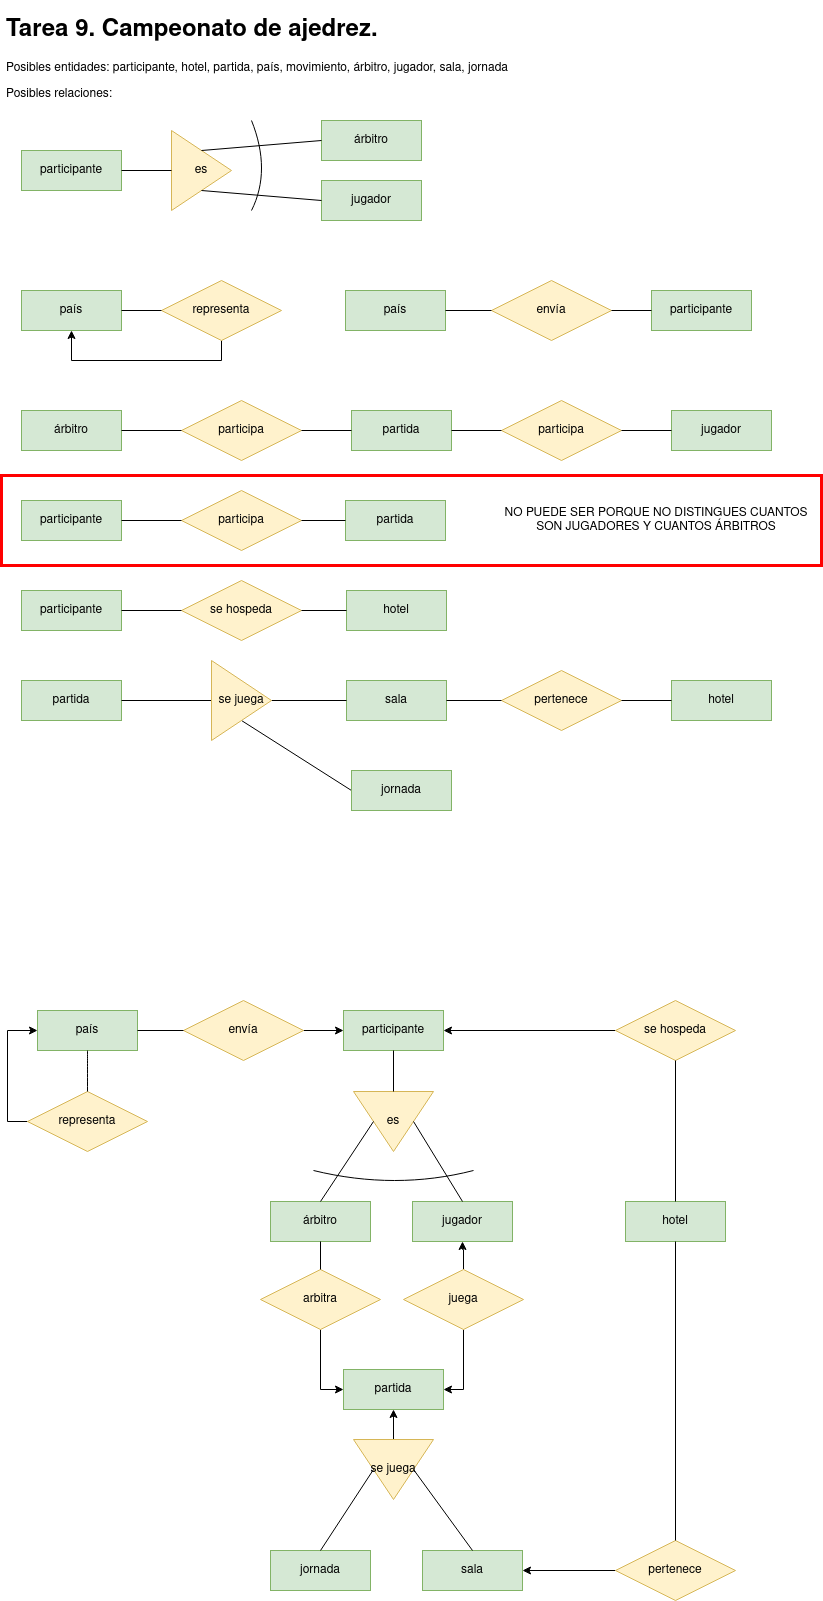 Tarea 9. Campeonato de ajedrez.
Posibles entidades: participante, hotel, partida, país, movimiento, árbitro, jugador, sala, jornada
Posibles relaciones:
árbitro
participante
es
jugador
país
representa
país
envía
participante
árbitro
participa
partida
participa
jugador
participante
participa
partida
NO PUEDE SER PORQUE NO DISTINGUES CUANTOS
SON JUGADORES Y CUANTOS ÁRBITROS
participante
se hospeda
hotel
partida
se juega
sala
pertenece
hotel
jornada
país
envía
participante
se hospeda
representa
es
árbitro
jugador
hotel
arbitra
juega
partida
se juega
jornada
sala
pertenece